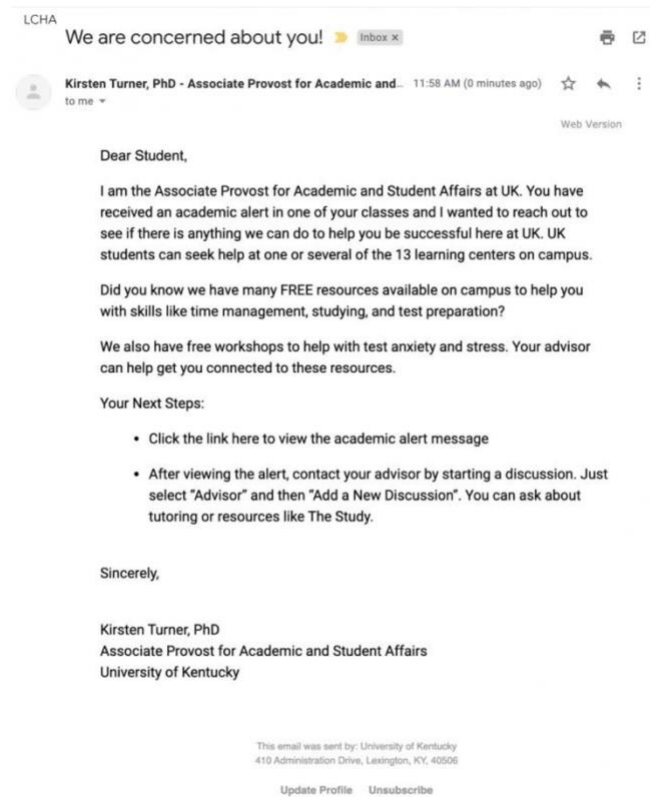 LCHA
We are concerned about you! Inbox x
Kirsten Turner, PhD - Associate Provost for Academic and... 11:58 AM (0 minutes ago)
to me
Web Version
Dear Student,
I am the Associate Provost for Academic and Student Affairs at UK. You have
received an academic alert in one of your classes and I wanted to reach out to
see if there is anything we can do to help you be successful here at UK. UK
students can seek help at one or several of the 13 learning centers on campus.
Did you know we have many FREE resources available on campus to help you
with skills like time management, studying, and test preparation?
We also have free workshops to help with test anxiety and stress. Your advisor
can help get you connected to these resources.
Your Next Steps:
• Click the link here to view the academic alert message
• After viewing the alert, contact your advisor by starting a discussion. Just
select "Advisor" and then "Add a New Discussion". You can ask about
tutoring or resources like The Study.
Sincerely,
Kirsten Turner, PhD
Associate Provost for Academic and Student Affairs
University of Kentucky
This email was sent by: University of Kentucky
410 Administration Drive, Lexington, KY, 40506
Update Profile Unsubscribe